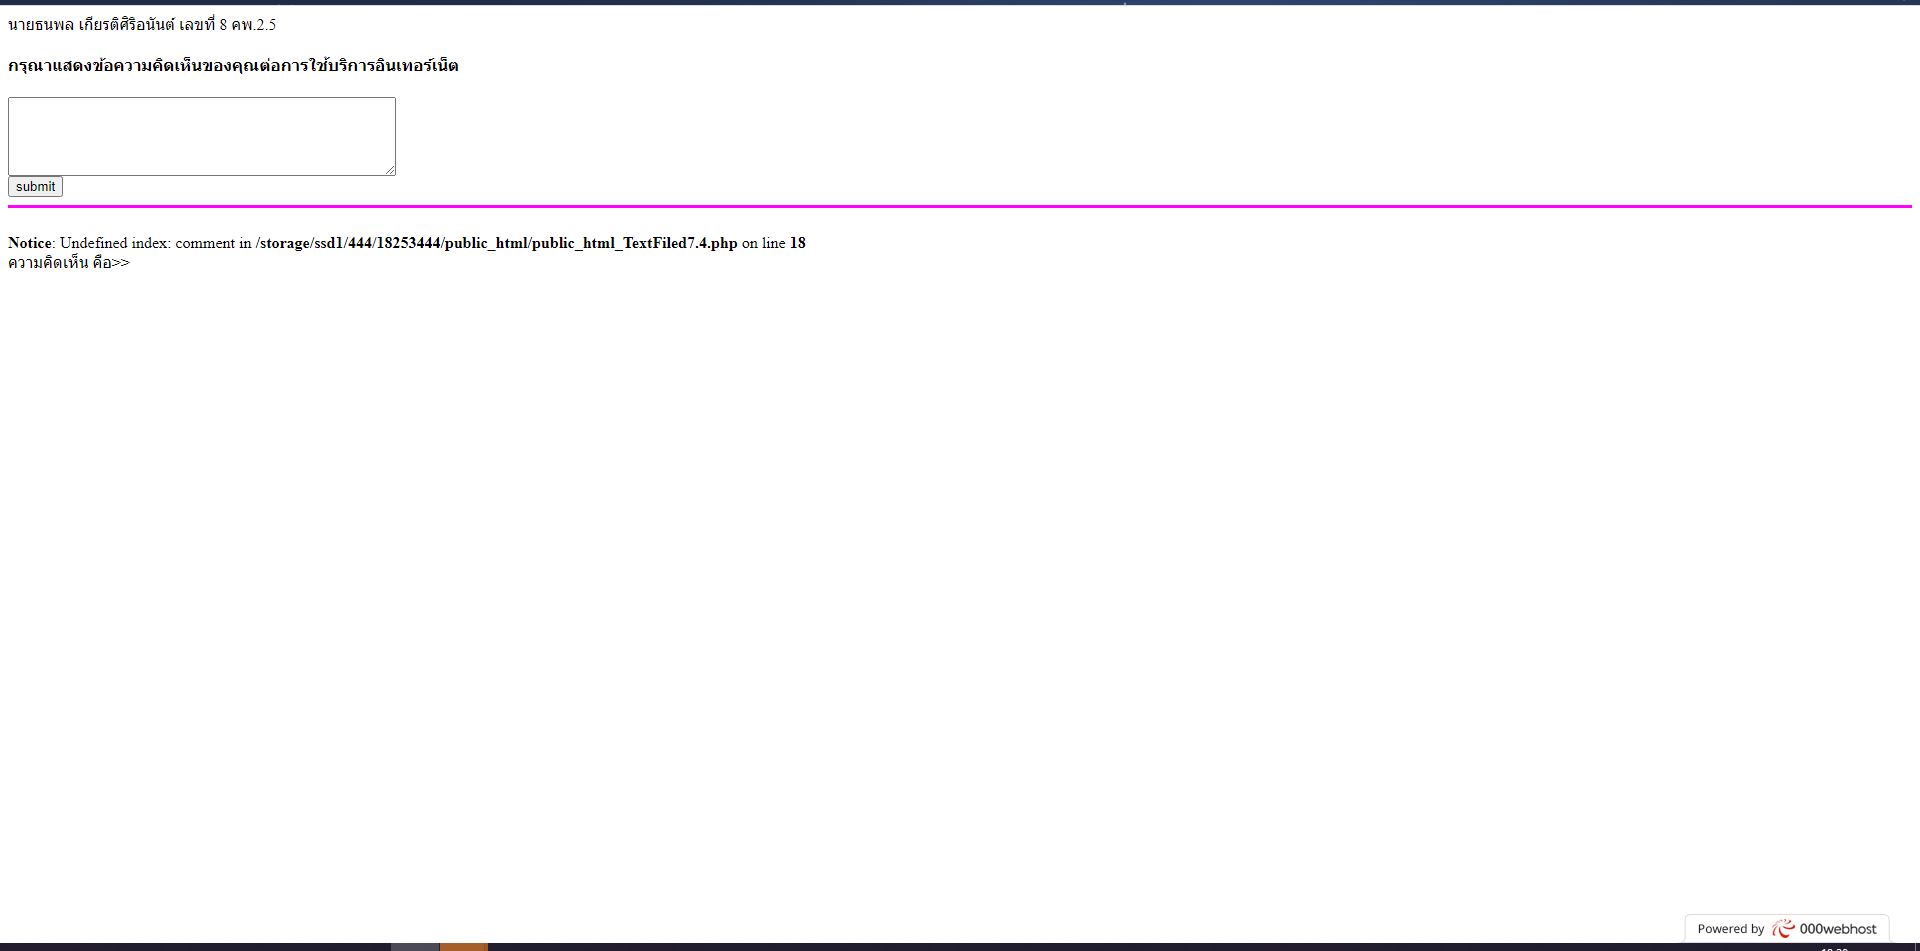 นายธนพล เกียรติศิริอนันต์ เลขที่ 8 คพ.2.5
กรุณาแสดงข้อความคิดเห็นของคุณต่อการใช้บริการอินเทอร์เน็ต
submit
Notice: Undefined index: comment in /storage/ssd1/444/18253444/public_html/public_html_TextFiled7.4.php on line 18
ความคิดเห็น คือ>>
Powered by 000webhost